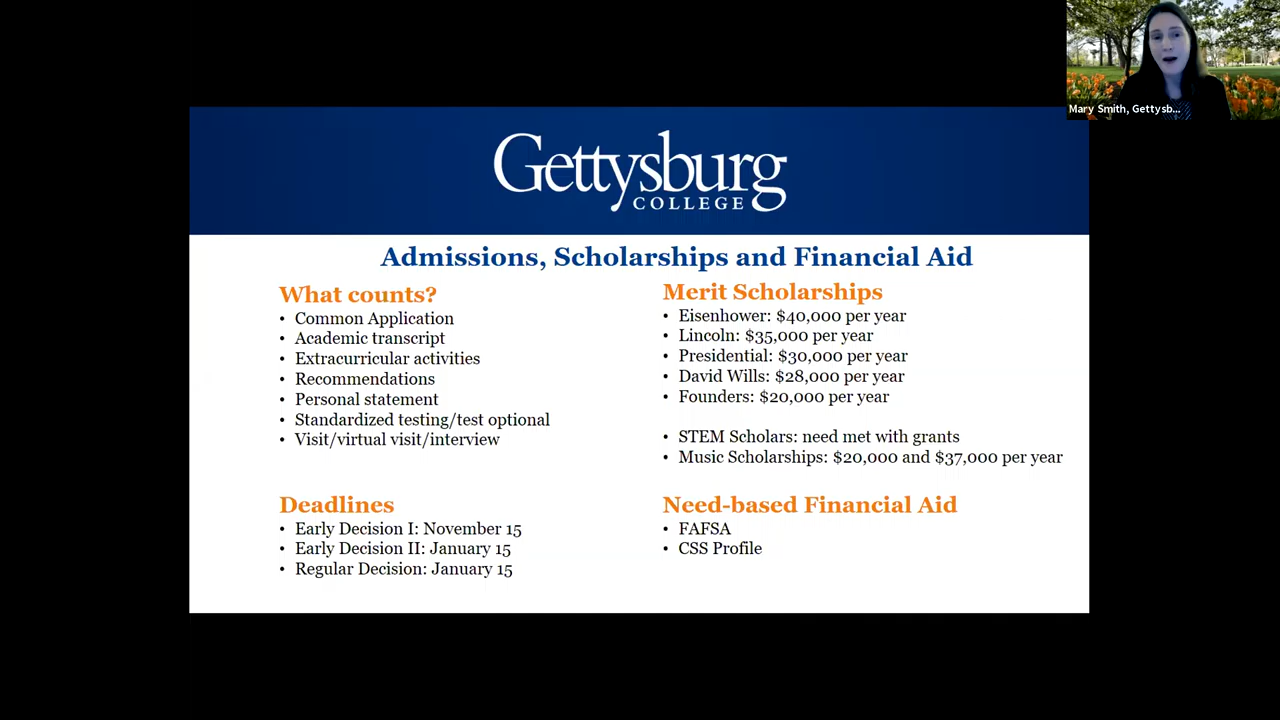 Mary Smith, Gettysb...
Gettysburg
COLLEGE
Admissions, Scholarships and Financial Aid
What counts?
• Common Application
• Academic transcript
• Extracurricular activities
• Recommendations
• Personal statement
• Standardized testing/test optional
• Visit/virtual visit/interview
Deadlines
• Early Decision I: November 15
• Early Decision II: January 15
• Regular Decision: January 15
Merit Scholarships
• Eisenhower: $40,000 per year
• Lincoln: $35,000 per year
• Presidential: $30,000 per year
• David Wills: $28,000 per year
• Founders: $20,000 per year
• STEM Scholars: need met with grants
• Music Scholarships: $20,000 and $37,000 per year
Need-based Financial Aid
• FAFSA
• CSS Profile